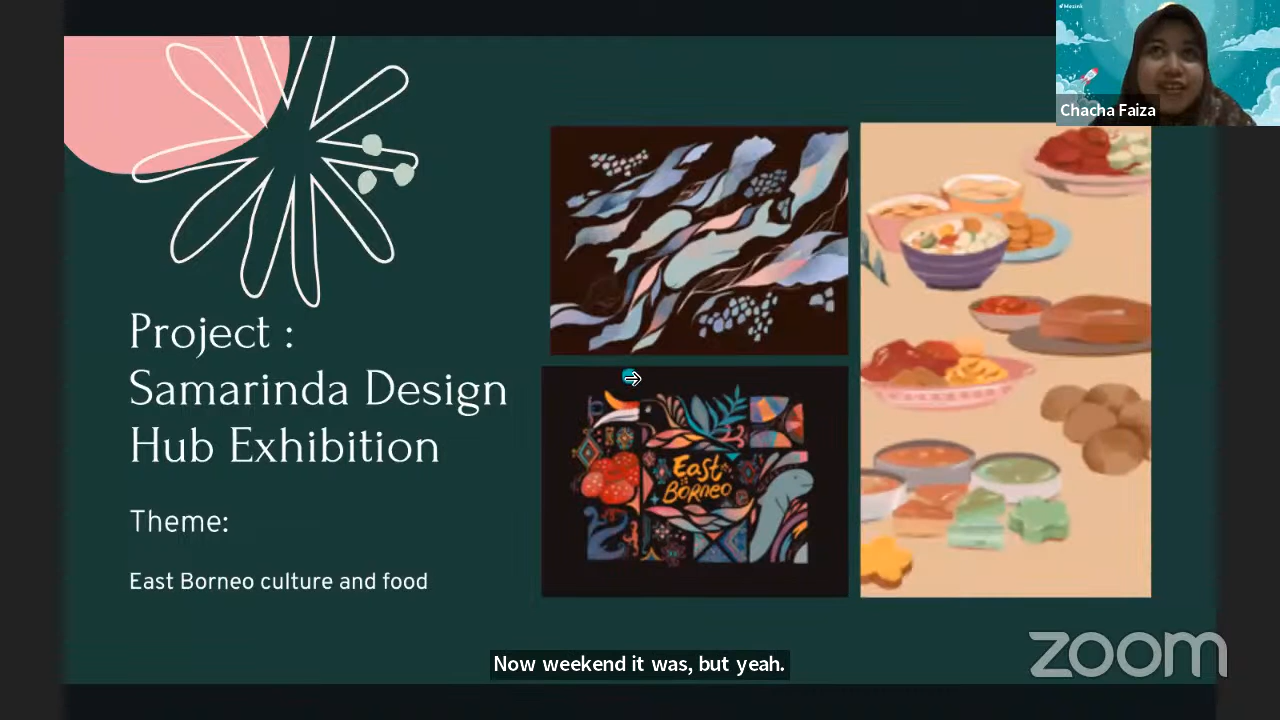 Chacha Faiza
Project :
Samarinda Design
Hub Exhibition
Theme:
East Borneo culture and food
East
Borneo
Now weekend it was, but yeah.
zoom